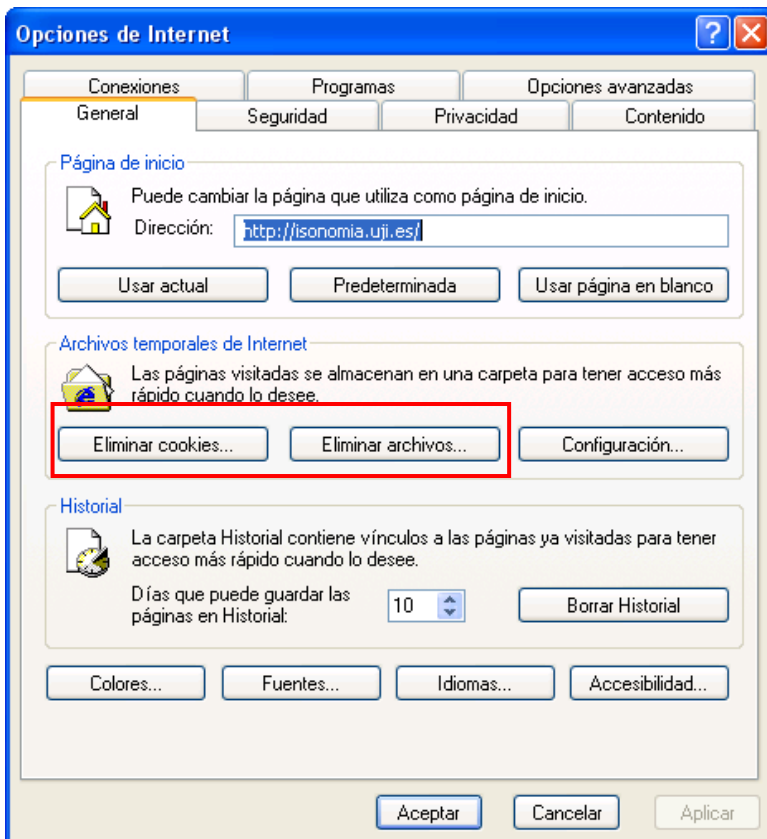 Opciones de Internet
Conexiones Programas Opciones avanzadas
General Seguridad Privacidad Contenido
Página de inicio
Puede cambiar la página que utiliza como página de inicio.
Dirección: http://isonomia.uji.es/
Usar actual Predeterminada Usar página en blanco
Archivos temporales de Internet
Las páginas visitadas se almacenan en una carpeta para tener acceso más
rápido cuando lo desee.
Eliminar cookies... Eliminar archivos... Configuración...
Historial
La carpeta Historial contiene vínculos a las páginas ya visitadas para tener
acceso más rápido cuando lo desee.
Días que puede guardar las
páginas en Historial: 10 Borrar Historial
Colores... Fuentes... Idiomas... Accesibilidad...
Aceptar Cancelar Aplicar